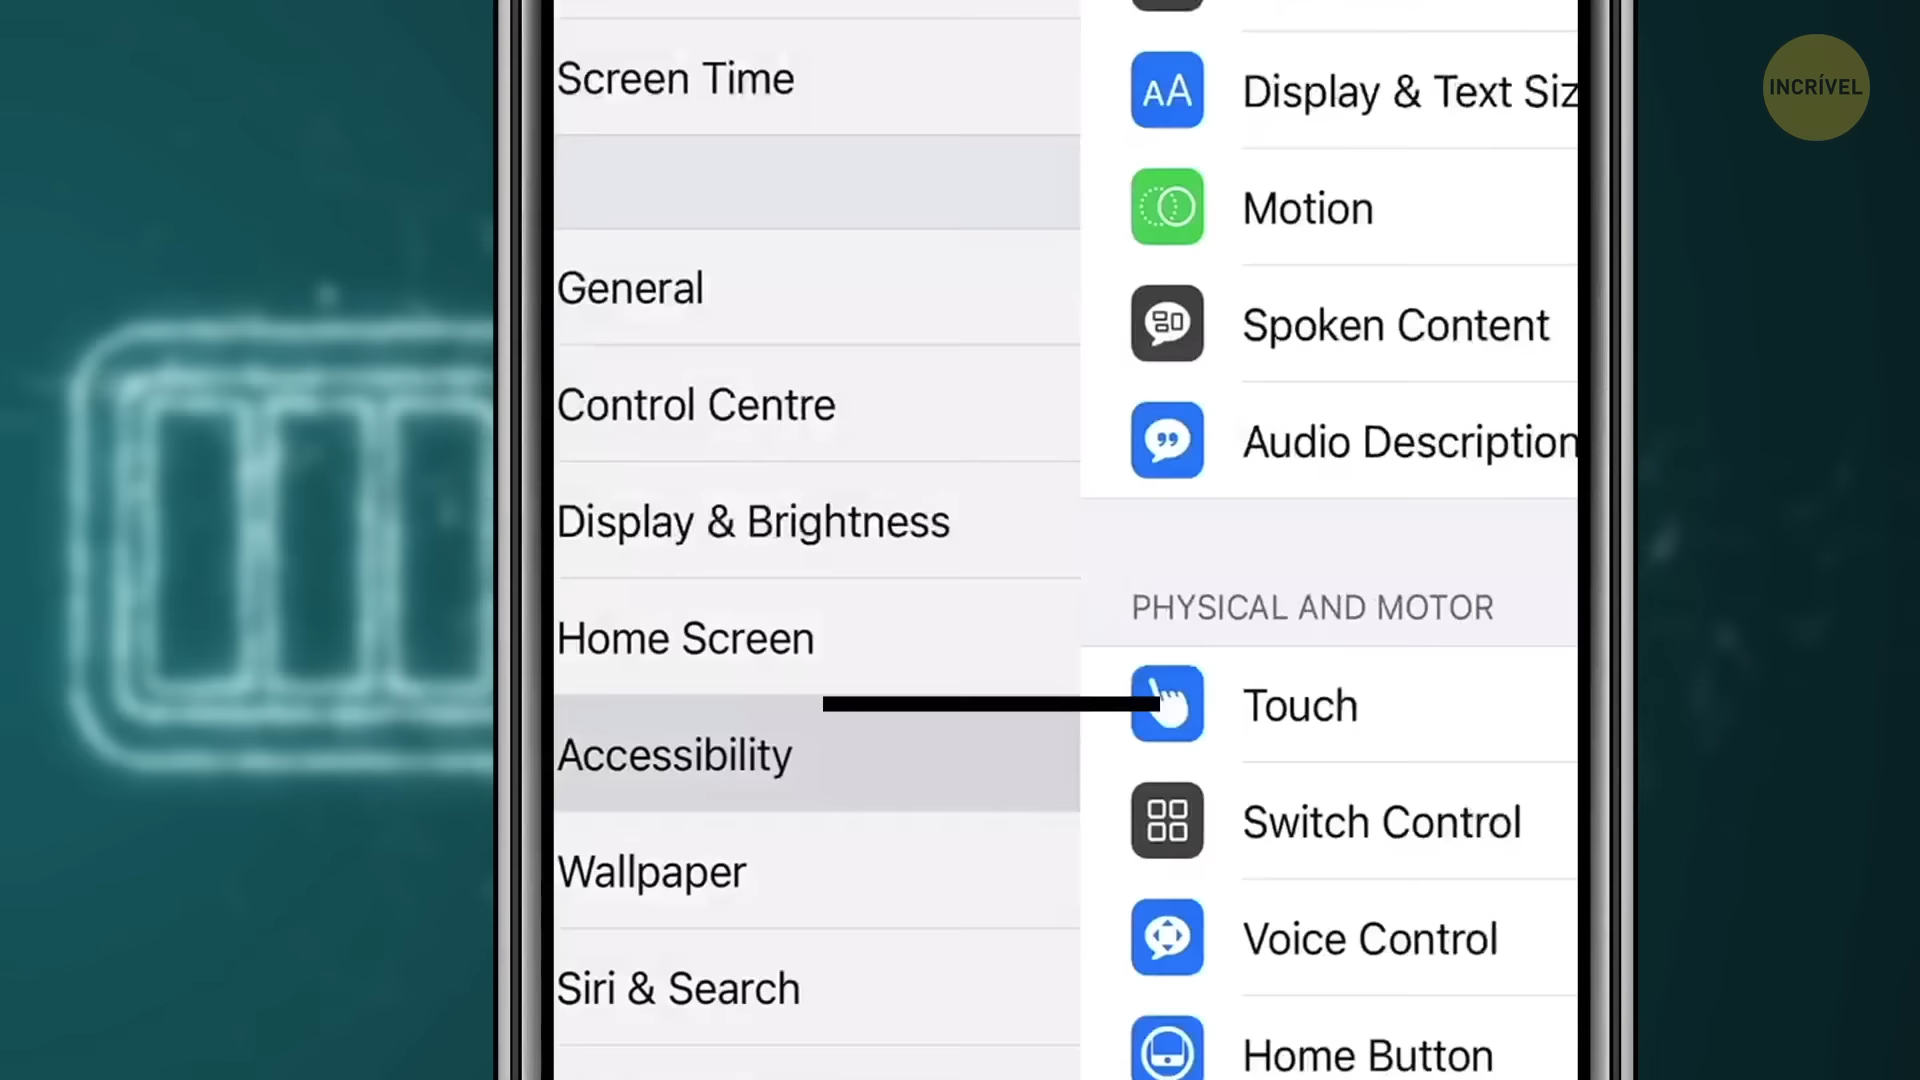 INCRÍVEL
Screen Time
General
Control Centre
Display & Brightness
Home Screen
Accessibility
Wallpaper
Siri & Search
Display & Text Siz
Motion
Spoken Content
Audio Description
PHYSICAL AND MOTOR
Touch
Switch Control
Voice Control
Home Button